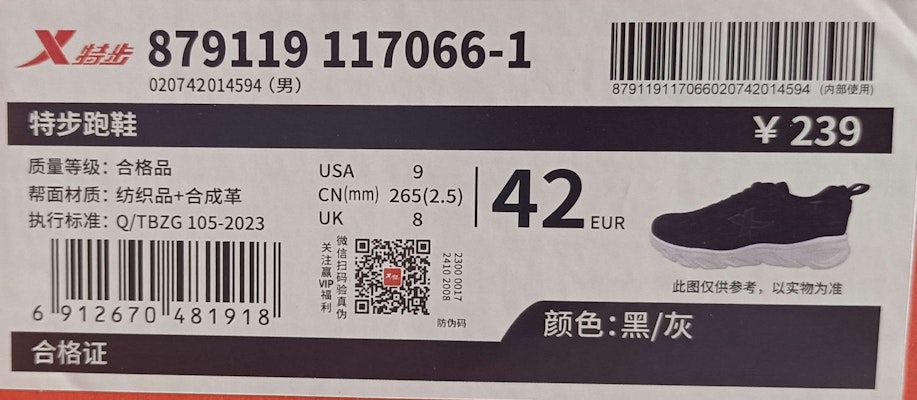 X 特步
879119 117066-1
020742014594（男）
879119117066020742014594 (内部使用)
特步跑鞋
￥ 239
质量等级：合格品
帮面材质：纺织品+合成革
执行标准：Q/TBZG 105-2023
USA 9
CN(mm) 265(2.5)
UK 8
42 EUR
6 912670 481918
微信扫码验真伪
关注赢VIP福利
2300 0017
2410 2008
防伪码
此图仅供参考，以实物为准
颜色：黑/灰
合格证